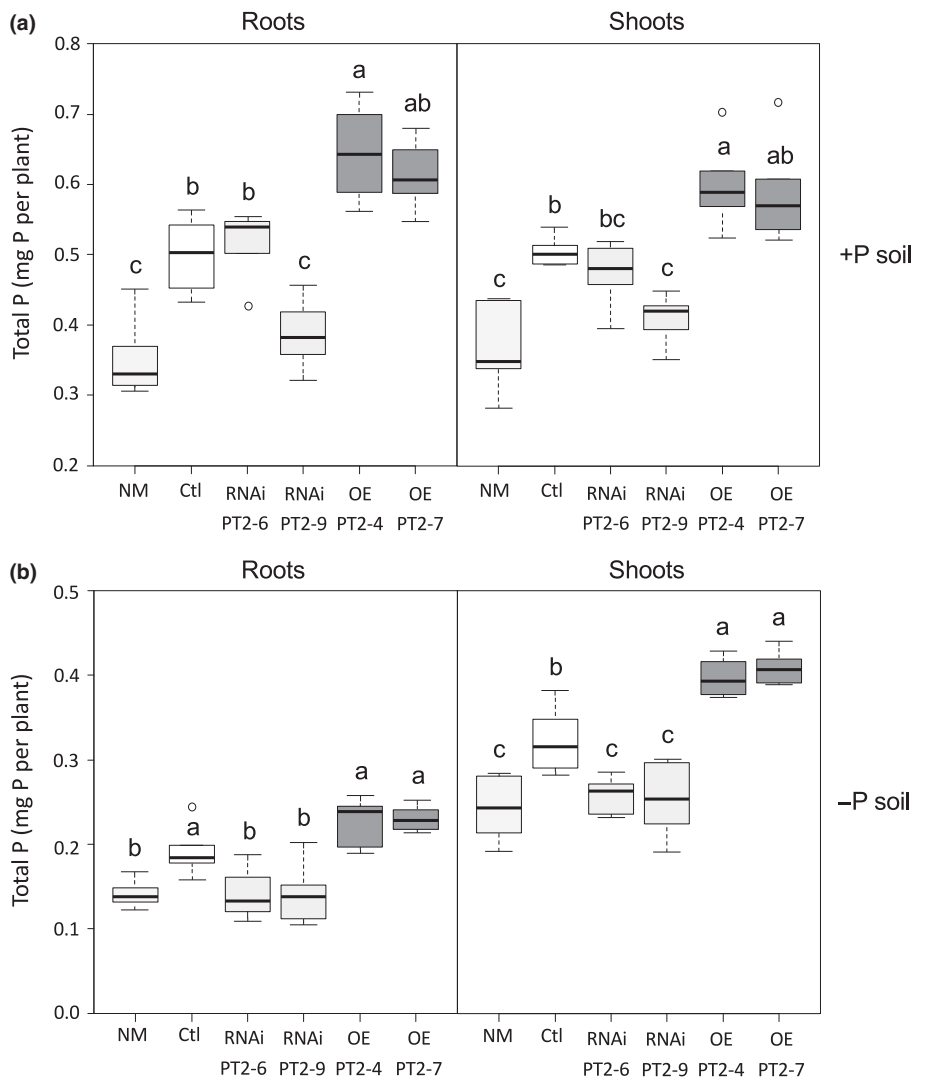 (a)
Roots
Shoots
Total P (mg P per plant)
0.8
0.7
0.6
0.5
0.4
0.3
0.2
c
b
b
c
a
ab
c
b
bc
c
a
ab
+P soil
NM Ctl RNAi RNAi OE OE NM Ctl RNAi RNAi OE OE
PT2-6 PT2-9 PT2-4 PT2-7 PT2-6 PT2-9 PT2-4 PT2-7
(b)
Roots
Shoots
Total P (mg P per plant)
0.5
0.4
0.3
0.2
0.1
0.0
b
a
b
b
a
a
c
b
c
c
a
a
–P soil
NM Ctl RNAi RNAi OE OE NM Ctl RNAi RNAi OE OE
PT2-6 PT2-9 PT2-4 PT2-7 PT2-6 PT2-9 PT2-4 PT2-7